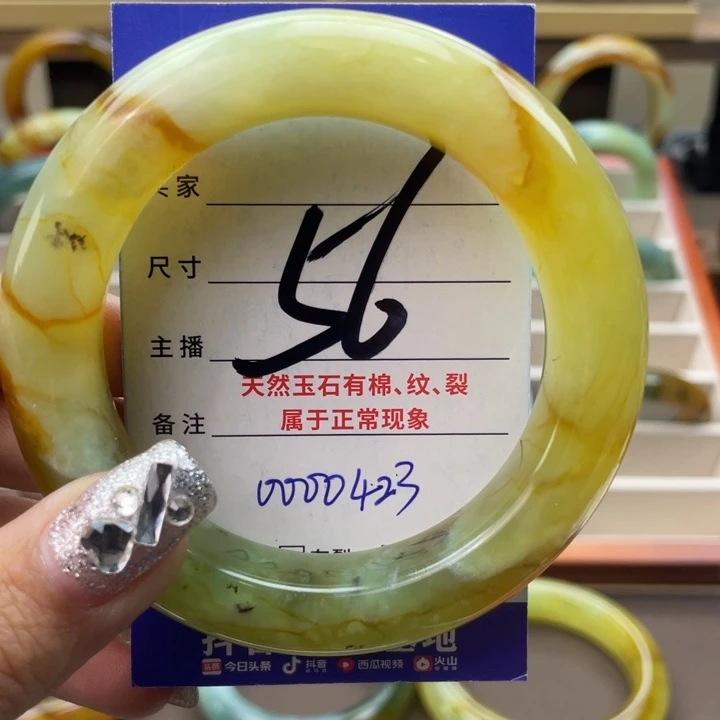 家
56
尺寸
主播
天然玉石有棉、纹、裂
属于正常现象
备注
0000423
今日头条 抖音 西瓜视频 火山